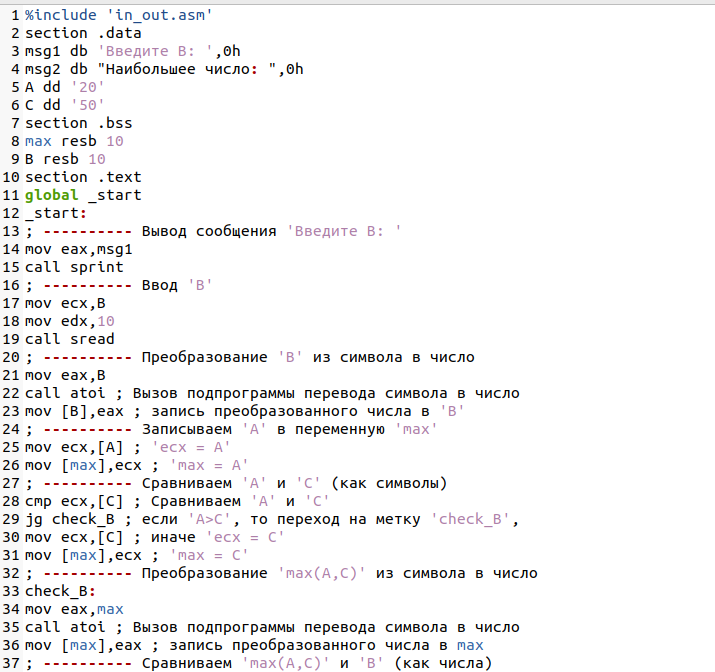 1 %include 'in_out.asm'
2 section .data
3 msg1 db 'Введите B: ',0h
4 msg2 db "Наибольшее число: ",0h
5 A dd '20'
6 C dd '50'
7 section .bss
8 max resb 10
9 B resb 10
10 section .text
11 global _start
12 _start:
13 ; ---------- Вывод сообщения 'Введите B: '
14 mov eax,msg1
15 call sprint
16 ; ---------- Ввод 'B'
17 mov ecx,B
18 mov edx,10
19 call sread
20 ; ---------- Преобразование 'B' из символа в число
21 mov eax,B
22 call atoi ; Вызов подпрограммы перевода символа в число
23 mov [B],eax ; запись преобразованного числа в 'B'
24 ; ---------- Записываем 'A' в переменную 'max'
25 mov ecx,[A] ; 'ecx = A'
26 mov [max],ecx ; 'max = A'
27 ; ---------- Сравниваем 'A' и 'C' (как символы)
28 cmp ecx,[C] ; Сравниваем 'A' и 'C'
29 jg check_B ; если 'A>C', то переход на метку 'check_B',
30 mov ecx,[C] ; иначе 'ecx = C'
31 mov [max],ecx ; 'max = C'
32 ; ---------- Преобразование 'max(A,C)' из символа в число
33 check_B:
34 mov eax,max
35 call atoi ; Вызов подпрограммы перевода символа в число
36 mov [max],eax ; запись преобразованного числа в max
37 ; ---------- Сравниваем 'max(A,C)' и 'B' (как числа)